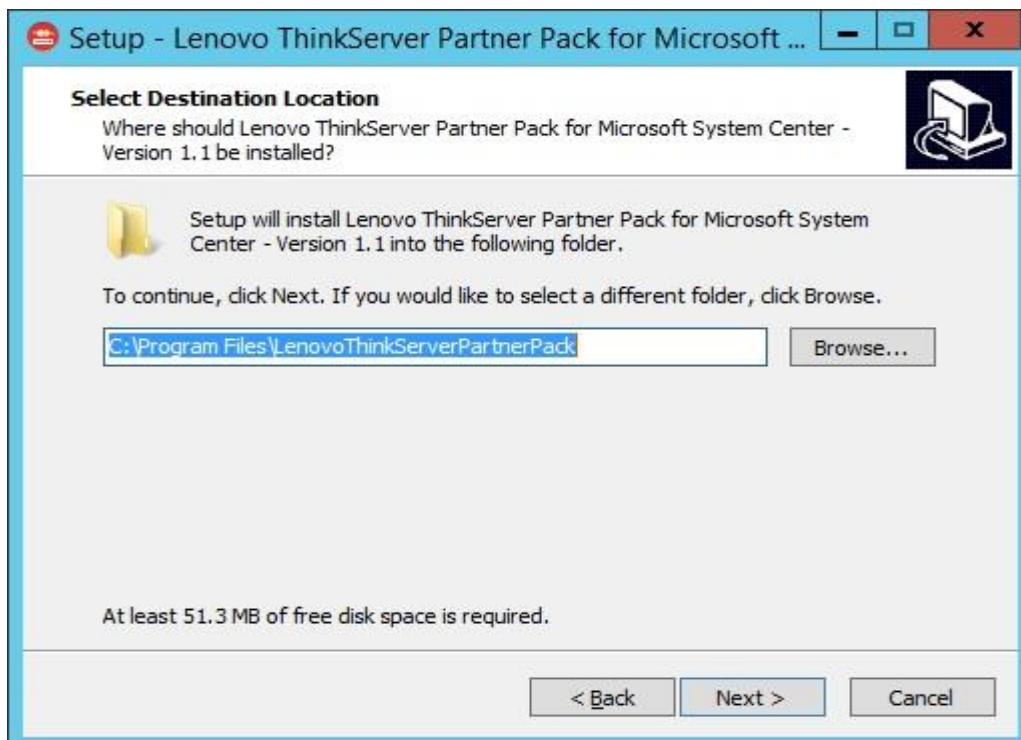 Setup - Lenovo ThinkServer Partner Pack for Microsoft ...
Select Destination Location
Where should Lenovo ThinkServer Partner Pack for Microsoft System Center -
Version 1.1 be installed?
Setup will install Lenovo ThinkServer Partner Pack for Microsoft System
Center - Version 1.1 into the following folder.
To continue, click Next. If you would like to select a different folder, click Browse.
C:\Program Files\LenovoThinkServerPartnerPack
Browse...
At least 51.3 MB of free disk space is required.
< Back
Next >
Cancel